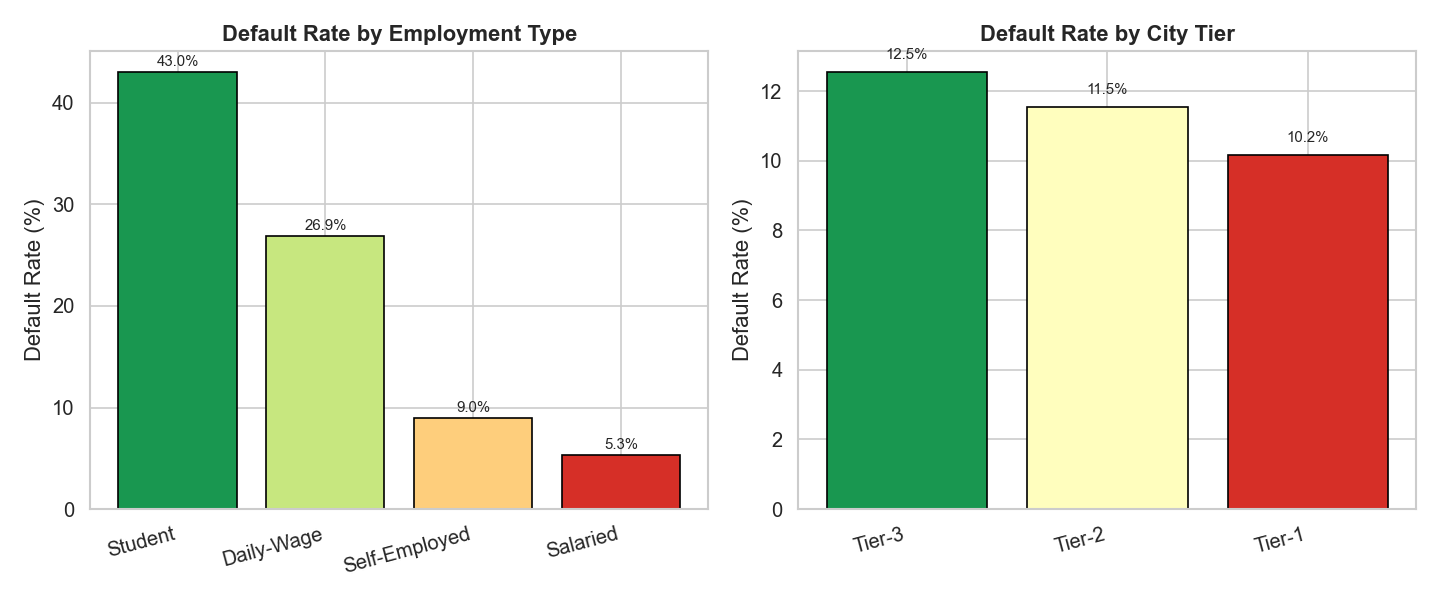 Default Rate by Employment Type
Default Rate (%)
40
30
20
10
0
43.0%
26.9%
9.0%
5.3%
Student
Daily-Wage
Self-Employed
Salaried
Default Rate by City Tier
Default Rate (%)
12
10
8
6
4
2
0
12.5%
11.5%
10.2%
Tier-3
Tier-2
Tier-1